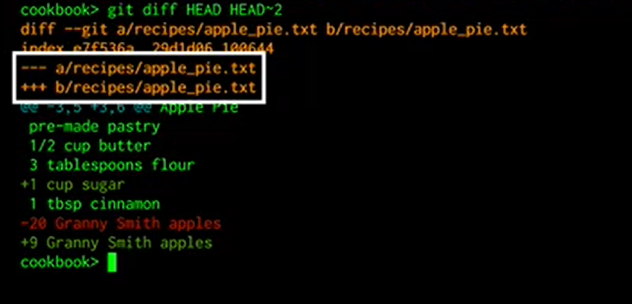 cookbook> git diff HEAD HEAD~2
diff --git a/recipes/apple_pie.txt b/recipes/apple_pie.txt
index e7f536a..29d1d06 100644
--- a/recipes/apple_pie.txt
+++ b/recipes/apple_pie.txt
@@ -3,5 +3,6 @@ Apple Pie
 pre-made pastry
 1/2 cup butter
 3 tablespoons flour
+1 cup sugar
 1 tbsp cinnamon
-20 Granny Smith apples
+9 Granny Smith apples
cookbook>